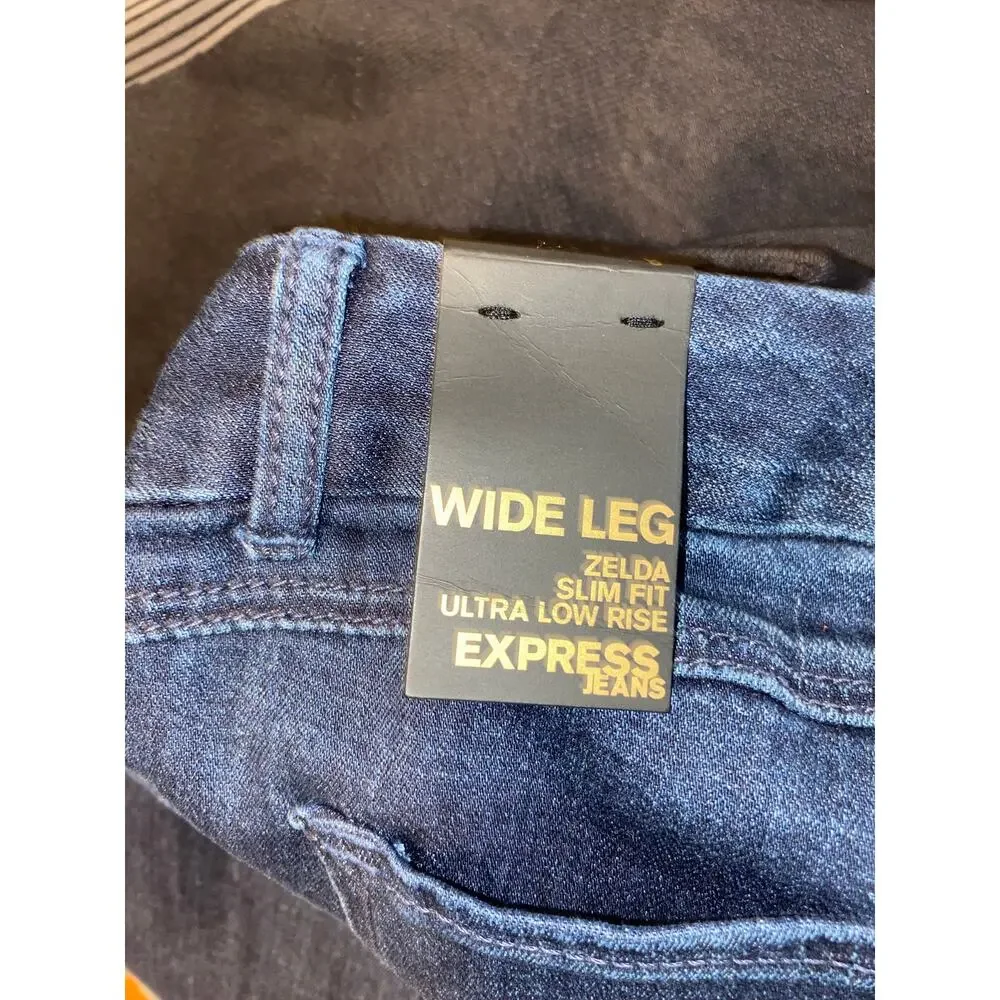 WIDE LEG
ZELDA
SLIM FIT
ULTRA LOW RISE
EXPRESS
JEANS